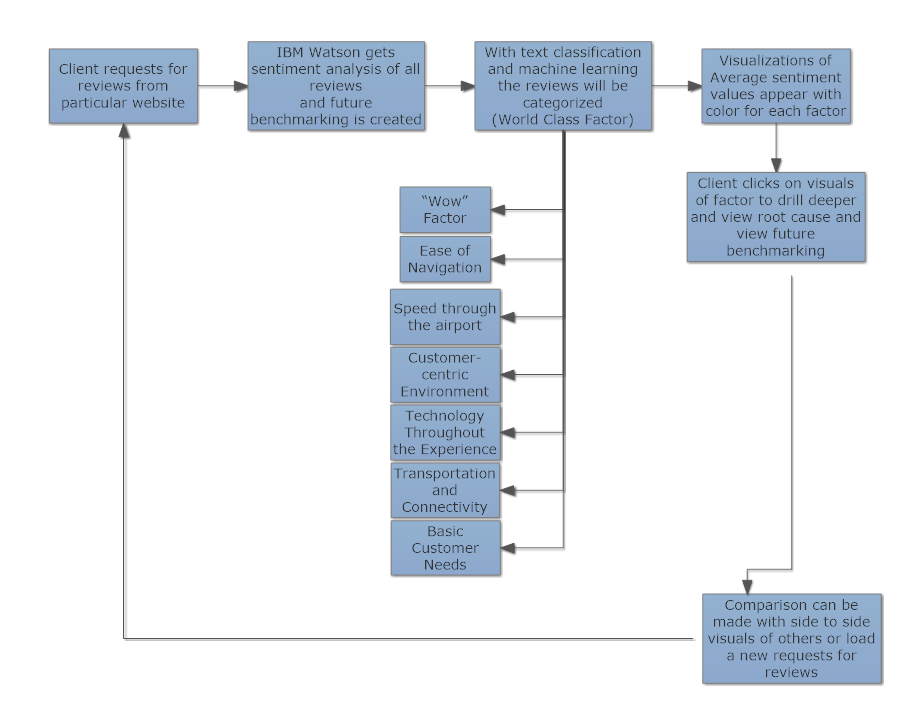 Client requests for
reviews from
particular website
IBM Watson gets
sentiment analysis of all
reviews
and future
benchmarking is created
With text classification
and machine learning
the reviews will be
categorized
(World Class Factor)
Visualizations of
Average sentiment
values appear with
color for each factor
Client clicks on visuals
of factor to drill deeper
and view root cause and
view future
benchmarking
“Wow”
Factor
Ease of
Navigation
Speed through
the airport
Customer-
centric
Environment
Technology
Throughout
the Experience
Transportation
and
Connectivity
Basic
Customer
Needs
Comparison can be
made with side to side
visuals of others or load
a new requests for
reviews